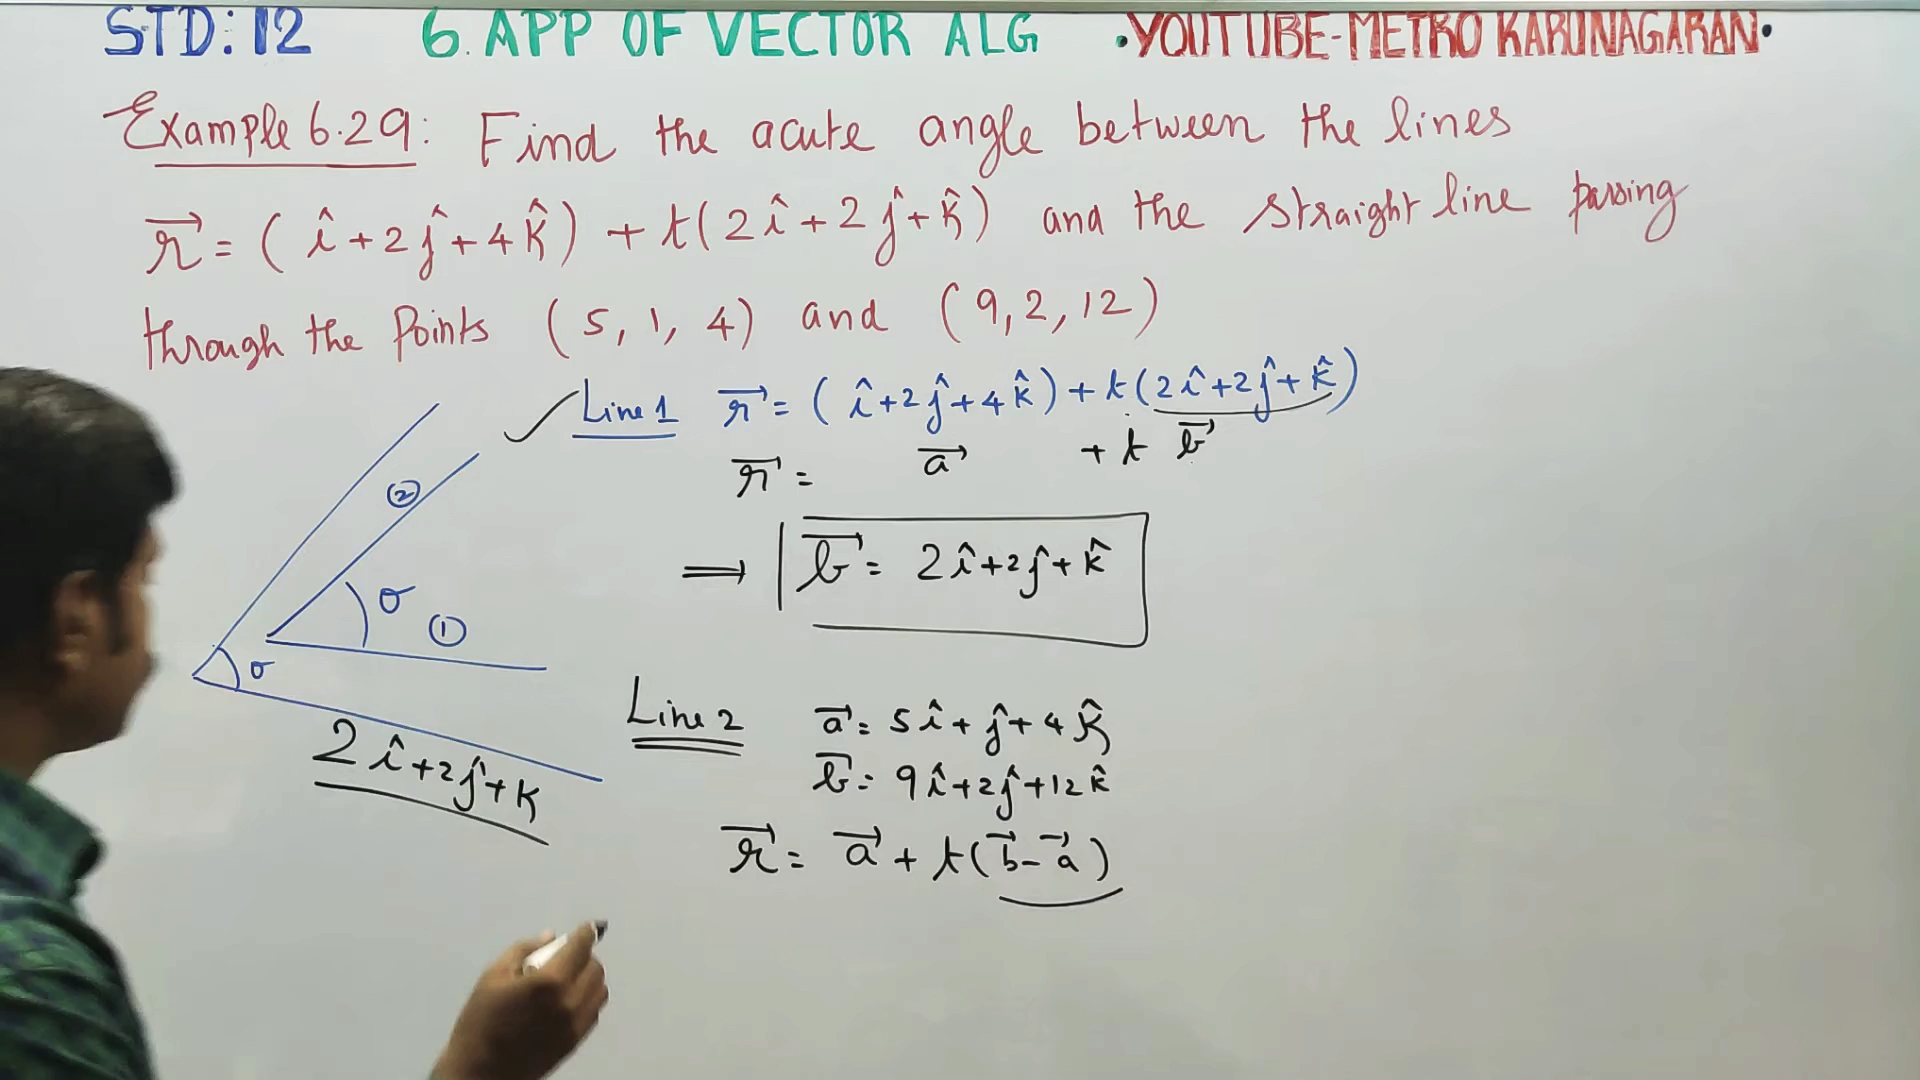 STD: 12 6. APP OF VECTOR ALG •YOUTUBE-METRO KARUNAGARAN•
Example 6.29: Find the acute angle between the lines
r⃗ = ( î + 2ĵ + 4k̂ ) + t( 2î + 2ĵ + k̂ ) and the straight line passing
through the Points ( 5, 1, 4 ) and ( 9, 2, 12 )
Line 1 r⃗ = ( î + 2ĵ + 4k̂ ) + t ( 2î + 2ĵ + k̂ )
r⃗ = a⃗ + t b⃗
⇒ b⃗ = 2î + 2ĵ + k̂
②
θ ①
θ
2î + 2ĵ + k
Line 2 a⃗ = 5î + ĵ + 4k̂
b⃗ = 9î + 2ĵ + 12k̂
r⃗ = a⃗ + t( b⃗ - a⃗ )